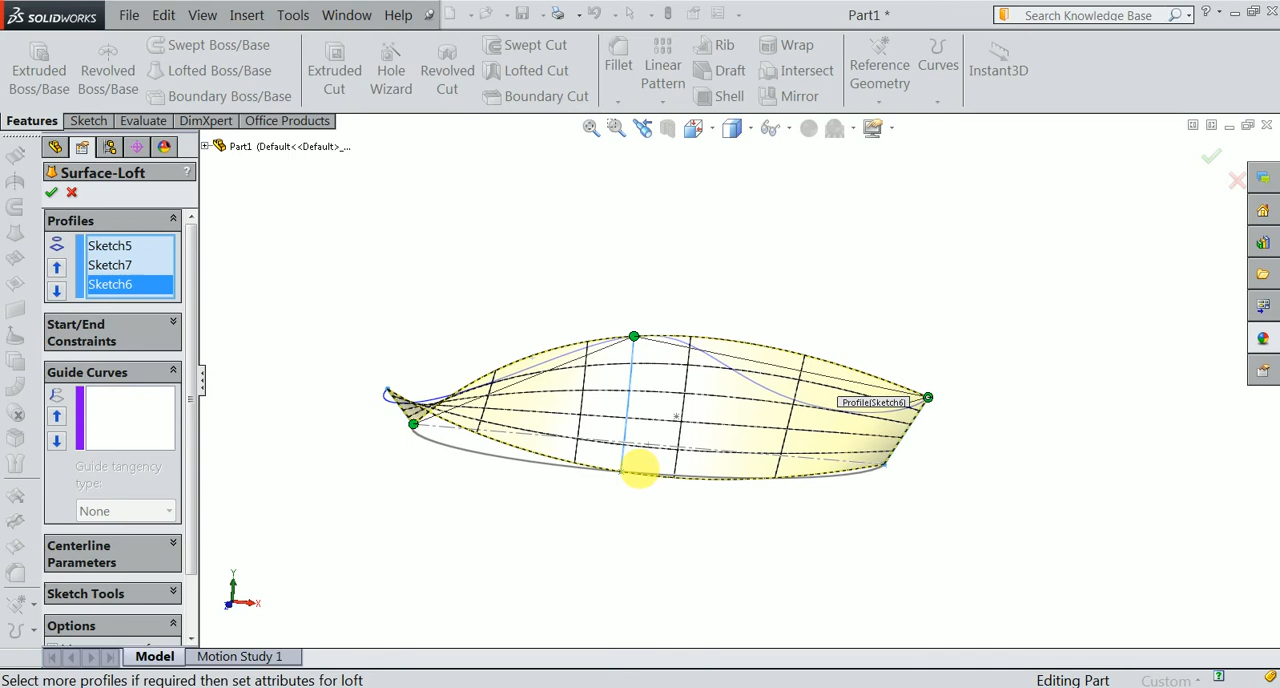 SOLIDWORKS File Edit View Insert Tools Window Help Part1 * Search Knowledge Base ?
Extruded Boss/Base
Revolved Boss/Base
Swept Boss/Base
Lofted Boss/Base
Boundary Boss/Base
Extruded Cut
Hole Wizard
Revolved Cut
Swept Cut
Lofted Cut
Boundary Cut
Fillet
Linear Pattern
Rib
Draft
Shell
Wrap
Intersect
Mirror
Reference Geometry
Curves
Instant3D
Features Sketch Evaluate DimXpert Office Products
Part1 (Default<<Default>_...
Surface-Loft ?
Profiles
Sketch5
Sketch7
Sketch6
Start/End Constraints
Guide Curves
Guide tangency type:
None
Centerline Parameters
Sketch Tools
Options
Profile(Sketch6)
Y
X
Z
Model Motion Study 1
Select more profiles if required then set attributes for loft Editing Part Custom ?